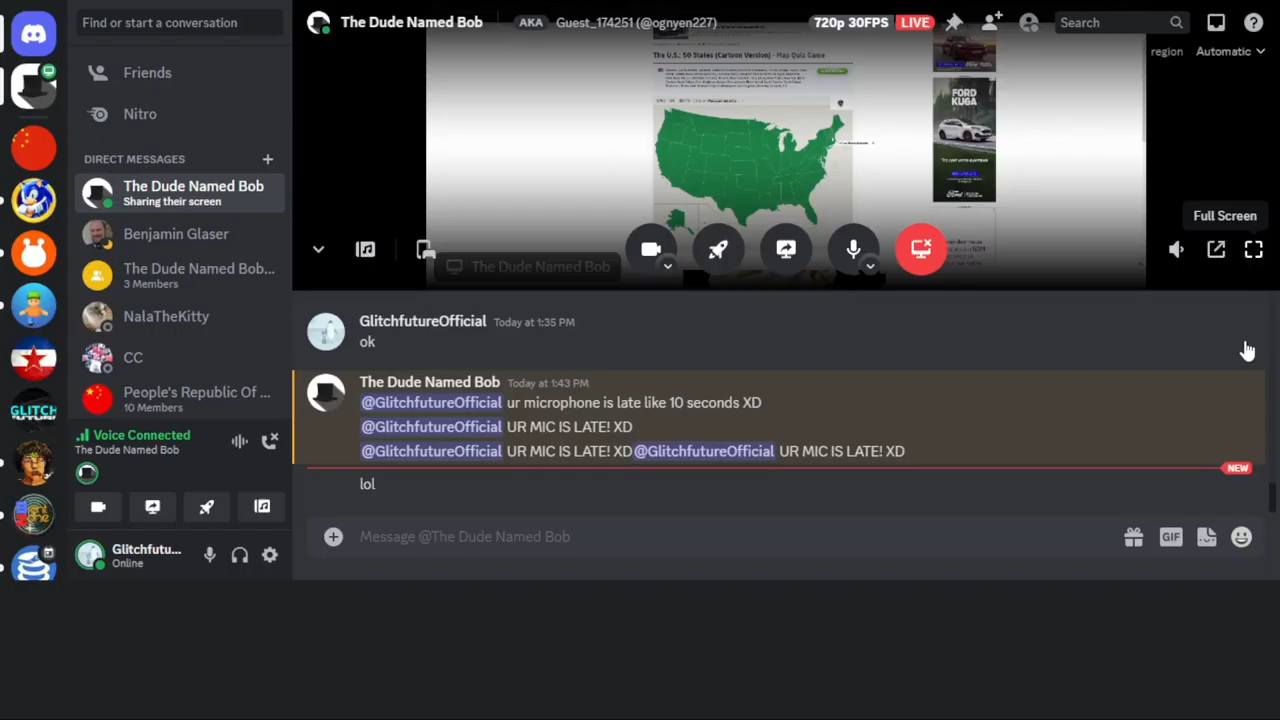 Find or start a conversation
The Dude Named Bob
AKA
Guest_174251 (@ognyen227)
720p 30FPS
LIVE
Search
region
Automatic
Friends
Nitro
DIRECT MESSAGES
The Dude Named Bob
Sharing their screen
Benjamin Glaser
The Dude Named Bob...
3 Members
NalaTheKitty
CC
People's Republic Of ...
10 Members
GLITCH
FUTURE
Voice Connected
The Dude Named Bob
Glitchfutu...
Online
The U.S.: 50 States (Cartoon Version) - Map Quiz Game
FORD
KUGA
Full Screen
The Dude Named Bob
GlitchfutureOfficial Today at 1:35 PM
ok
The Dude Named Bob Today at 1:43 PM
@GlitchfutureOfficial ur microphone is late like 10 seconds XD
@GlitchfutureOfficial UR MIC IS LATE! XD
@GlitchfutureOfficial UR MIC IS LATE! XD@GlitchfutureOfficial UR MIC IS LATE! XD
NEW
lol
Message @The Dude Named Bob
GIF